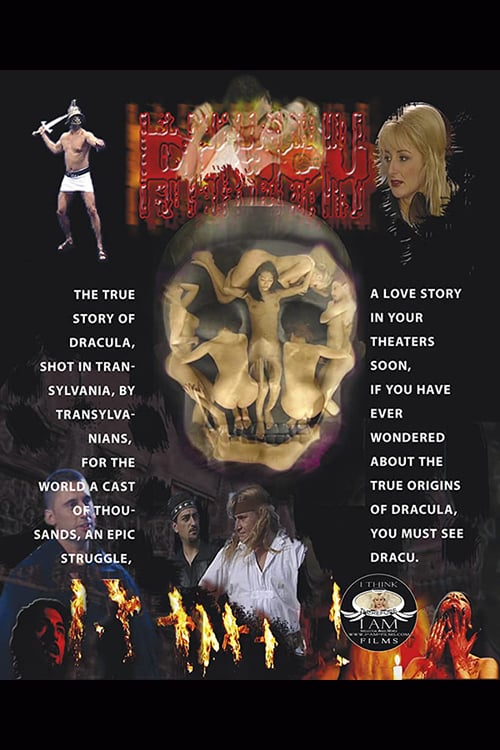 THE TRUE
STORY OF
DRACULA,
SHOT IN TRAN-
SYLVANIA, BY
TRANSYLVA-
NIANS,
FOR THE
WORLD A CAST
OF THOU-
SANDS, AN EPIC
STRUGGLE,
A LOVE STORY
IN YOUR
THEATERS
SOON,
IF YOU HAVE
EVER
WONDERED
ABOUT THE
TRUE ORIGINS
OF DRACULA,
YOU MUST SEE
DRACU.
I THINK
I AM
FILMS